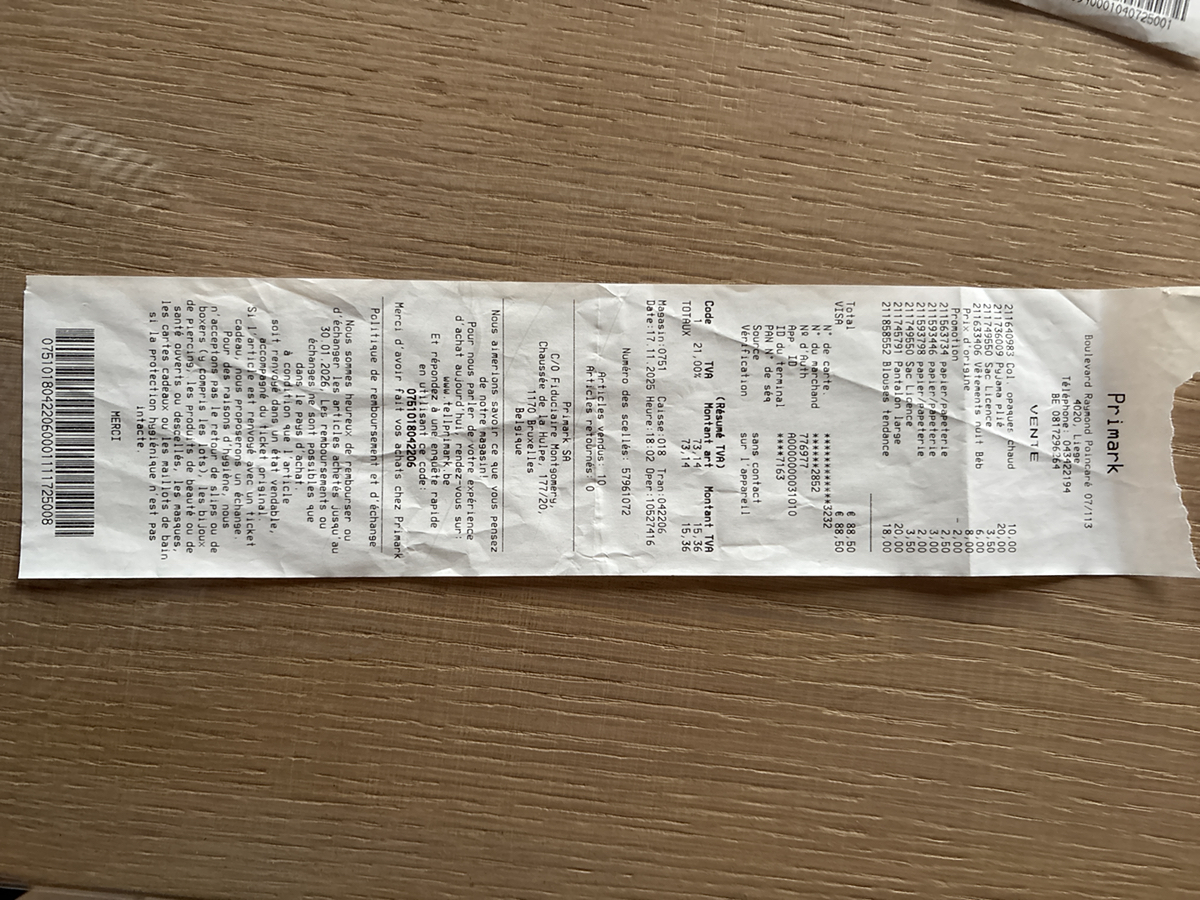 Primark
Boulevard Raymond Poincaré 07/113
4020, Liege
Téléphone: 043422194
BE 0817296364
VENTE
211640983 Col opaques chaud 10.00
211736009 Pyjama Plié 20.00
211749550 Sac Licence 3.50
211639406 Vêtements nuit Béb 6.00
Prix d'origine 8.00
Promotion - 2.00
211563734 papier/papeterie 2.50
211593446 papier/papeterie 3.00
211593798 papier/papeterie 2.00
211749550 Sac Licence 3.50
211745791 Pantalon large 20.00
211858552 Blouses tendance 18.00
Total € 88.50
VISA € 88.50
N° de carte. ************3232
N° du marchand ******2852
N° d'Auth 776977
App ID A0000000031010
ID du terminal ****7163
PAN N° de séq
Source sans contact
Vérification sur l'appareil
(Résumé TVA)
Code TVA Montant art Montant TVA
1 21.00% 73.14 15.36
TOTAUX 73.14 15.36
Magasin:0751 Caisse:018 Tran:042206
Date:17.11.2025 Heure:18:02 Oper:10527416
Numéro des scellés: 57961072
Articles vendus: 10
Articles retournés: 0
Primark SA
C/O Fiduciaire Montgomery,
Chaussée de la Hulpe, 177/20,
1170 Bruxelles
Belgique
Nous aimerions savoir ce que vous pensez
de notre magasin!
Pour nous parler de votre expérience
d'achat aujourd'hui, rendez-vous sur:
www.tellprimark.be
Et répondez à une enquête rapide
en utilisant ce code:
0751018042206
Merci d'avoir fait vos achats chez Primark
Politique de remboursement et d'échange
Nous sommes heureux de rembourser ou
d'échanger les articles achetés jusqu'au
30.01.2026 Les remboursements ou
échanges ne sont possibles que
dans le pays d'achat.
à condition que l'article
soit renvoyé dans un état vendable,
accompagné du ticket original.
Si l'article est renvoyé avec un ticket
cadeau, nous proposerons un échange.
Pour des raisons d'hygiène, nous
n'acceptons pas le retour de slips ou de
boxers (y compris les lots), les bijoux
de piercing, les produits de beauté ou de
santé ouverts ou descellés, les masques,
les cartes cadeaux ou les maillots de bain
si la protection hygiénique n'est pas
intacte.
MERCI
07510180422060001117725008